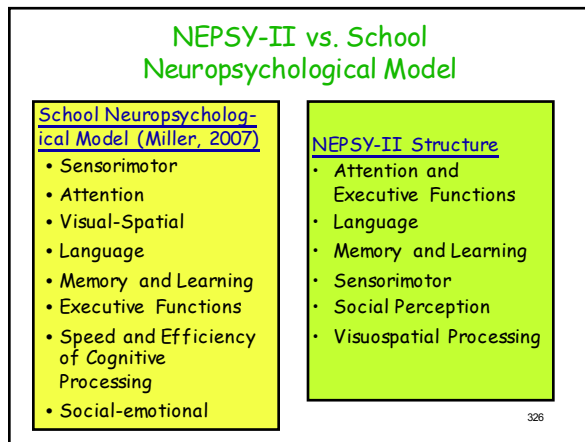 NEPSY-II vs. School
Neuropsychological Model
School Neuropsycholog-
ical Model (Miller, 2007)
• Sensorimotor
• Attention
• Visual-Spatial
• Language
• Memory and Learning
• Executive Functions
• Speed and Efficiency
of Cognitive
Processing
• Social-emotional
NEPSY-II Structure
• Attention and
Executive Functions
• Language
• Memory and Learning
• Sensorimotor
• Social Perception
• Visuospatial Processing
326